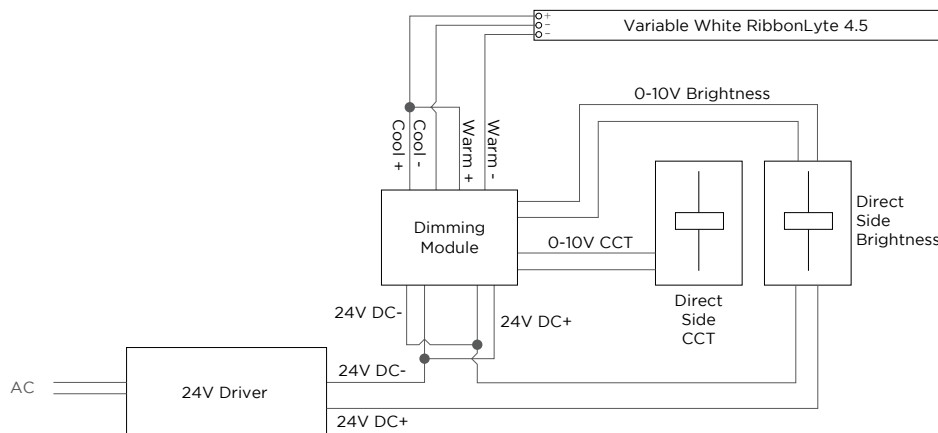 +
−
−
Variable White RibbonLyte 4.5
0-10V Brightness
Cool +
Cool -
Warm +
Warm -
Dimming
Module
0-10V CCT
Direct
Side
Brightness
Direct
Side
CCT
24V DC-
24V DC+
AC
24V Driver
24V DC-
24V DC+